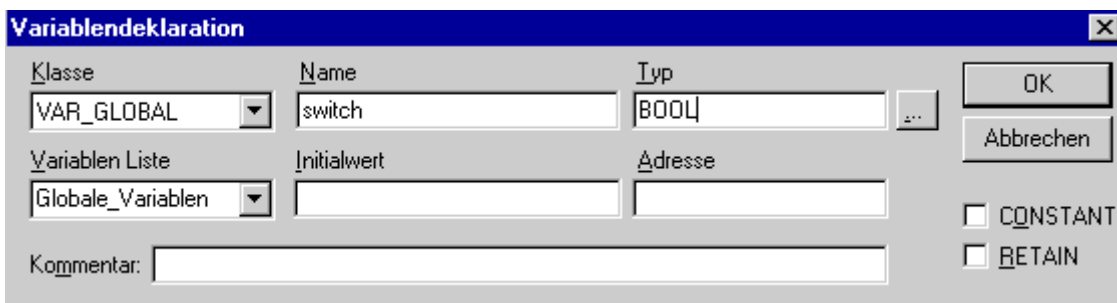 Variablendeklaration
Klasse Name Typ
VAR_GLOBAL switch BOOL ... OK
Abbrechen
Variablen Liste Initialwert Adresse
Globale_Variablen
CONSTANT
Kommentar: RETAIN